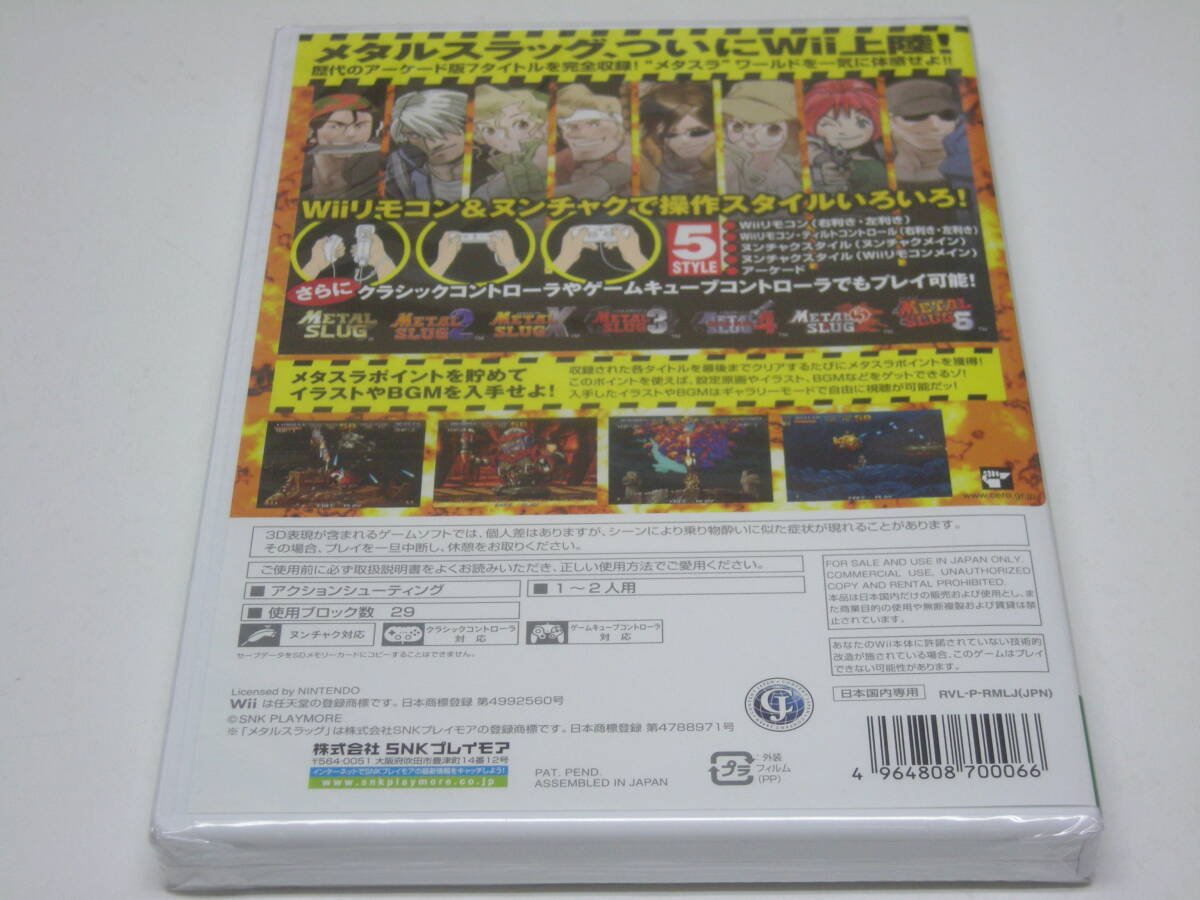 メタルスラッグ、ついにWii上陸!
歴代のアーケード版7タイトルを完全収録! “メタスラ”ワールドを一気に体感せよ!!
Wiiリモコン&ヌンチャクで操作スタイルいろいろ!
5 STYLE
Wiiリモコン(右利き・左利き)
Wiiリモコン・ティルトコントロール(右利き・左利き)
ヌンチャクスタイル(ヌンチャクメイン)
ヌンチャクスタイル(Wiiリモコンメイン)
アーケード
さらに クラシックコントローラやゲームキューブコントローラでもプレイ可能!
METAL SLUG METAL SLUG 2 METAL SLUG X METAL SLUG 3 METAL SLUG 4 METAL SLUG 5 METAL SLUG 6
メタスラポイントを貯めて
イラストやBGMを入手せよ!
収録された各タイトルを最後までクリアするたびにメタスラポイントを獲得!
このポイントを使えば、設定原画やイラスト、BGMなどをゲットできるゾ!
入手したイラストやBGMはギャラリーモードで自由に視聴が可能だッ!
www.cero.gr.jp
3D表現が含まれるゲームソフトでは、個人差はありますが、シーンにより乗り物酔いに似た症状が現れることがあります。
その場合、プレイを一旦中断し、休憩をお取りください。
ご使用前に必ず取扱説明書をよくお読みいただき、正しい使用方法でご愛用ください。
■ アクションシューティング
■ 1~2人用
■ 使用ブロック数 29
ヌンチャク対応
クラシックコントローラ対応
ゲームキューブコントローラ対応
セーブデータをSDメモリーカードにコピーすることはできません。
FOR SALE AND USE IN JAPAN ONLY.
COMMERCIAL USE, UNAUTHORIZED
COPY AND RENTAL PROHIBITED.
本品は日本国内だけの販売および使用とし、ま
た商業目的の使用や無断複製および賃貸は禁
止されています。
あなたのWii本体に許諾されていない技術的
改造が施されている場合、このゲームはプレイ
できない可能性があります。
日本国内専用 RVL-P-RMLJ(JPN)
Licensed by NINTENDO
Wii は任天堂の登録商標です。日本商標登録 第4992560号
©SNK PLAYMORE
※「メタルスラッグ」は株式会社SNKプレイモアの登録商標です。日本商標登録 第4788971号
株式会社 SNKプレイモア
〒564-0051 大阪府吹田市豊津町14番12号
インターネットでSNKプレイモアの最新情報をキャッチしよう!
www.snkplaymore.co.jp
PAT. PEND.
ASSEMBLED IN JAPAN
プラ
:外装
フィルム
(PP)
4 964808 700066